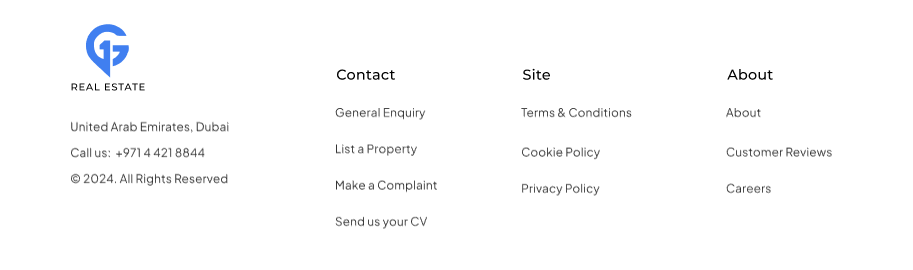 G1
REAL ESTATE
United Arab Emirates, Dubai
Call us: +971 4 421 8844
© 2024. All Rights Reserved
Contact
General Enquiry
List a Property
Make a Complaint
Send us your CV
Site
Terms & Conditions
Cookie Policy
Privacy Policy
About
About
Customer Reviews
Careers